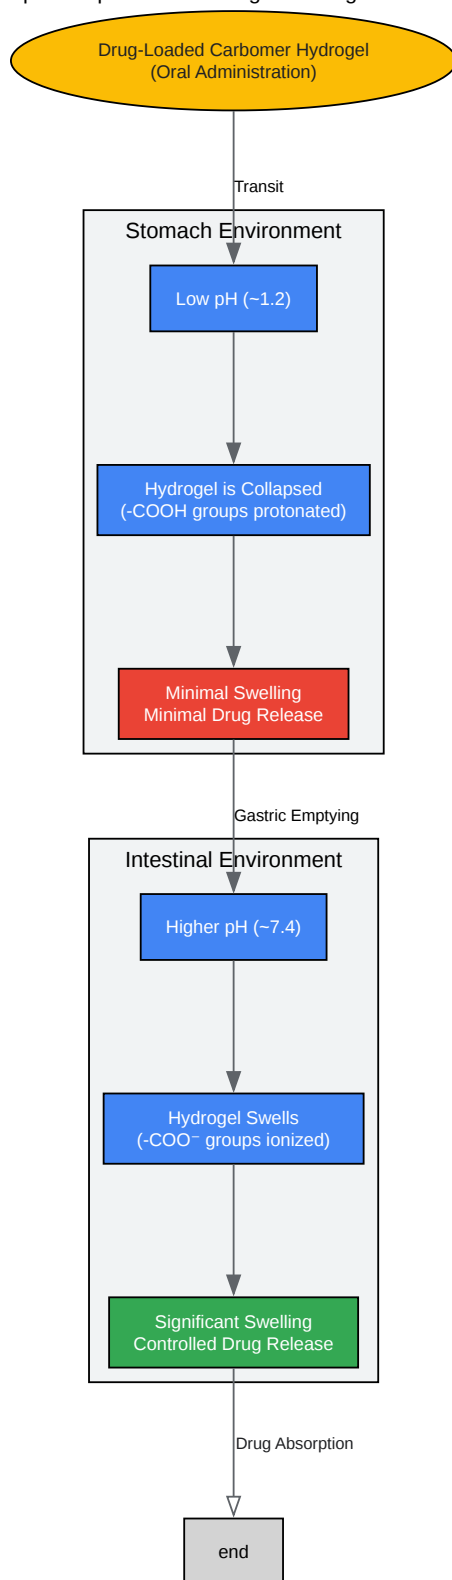 Drug-Loaded Carbomer Hydrogel
(Oral Administration)
Transit
Stomach Environment
Low pH (~1.2)
Hydrogel is Collapsed
(-COOH groups protonated)
Minimal Swelling
Minimal Drug Release
Gastric Emptying
Intestinal Environment
Higher pH (~7.4)
Hydrogel Swells
(-COO⁻ groups ionized)
Significant Swelling
Controlled Drug Release
Drug Absorption
end